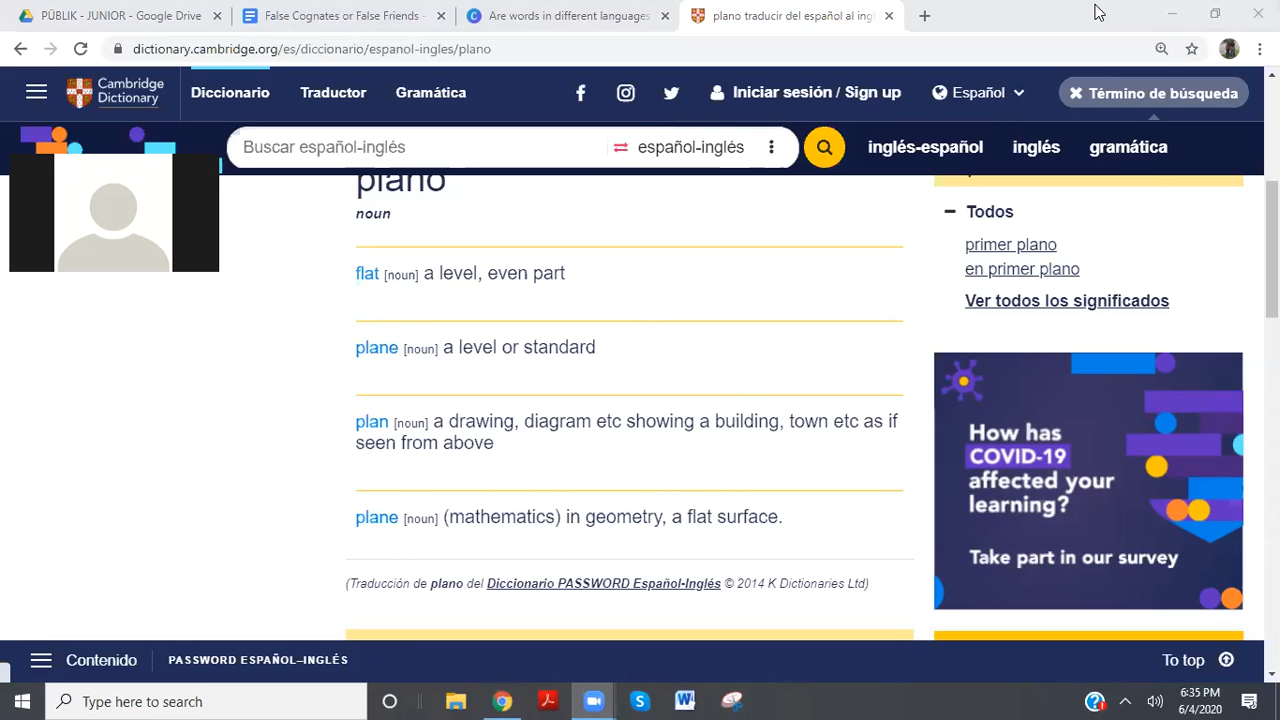 PÜBLIK - JUNIOR - Google Drive
False Cognates or False Friends
Are words in different languages
plano traducir del español al ingl
dictionary.cambridge.org/es/diccionario/espanol-ingles/plano
Cambridge
Dictionary
Diccionario
Traductor
Gramática
Iniciar sesión / Sign up
Español
Término de búsqueda
Buscar español-inglés
español-inglés
inglés-español
inglés
gramática
plano
noun
flat [noun] a level, even part
plane [noun] a level or standard
plan [noun] a drawing, diagram etc showing a building, town etc as if
seen from above
plane [noun] (mathematics) in geometry, a flat surface.
(Traducción de plano del Diccionario PASSWORD Español-Inglés © 2014 K Dictionaries Ltd)
Todos
primer plano
en primer plano
Ver todos los significados
How has
COVID-19
affected your
learning?
Take part in our survey
Contenido
PASSWORD ESPAÑOL–INGLÉS
To top
Type here to search
6:35 PM
6/4/2020